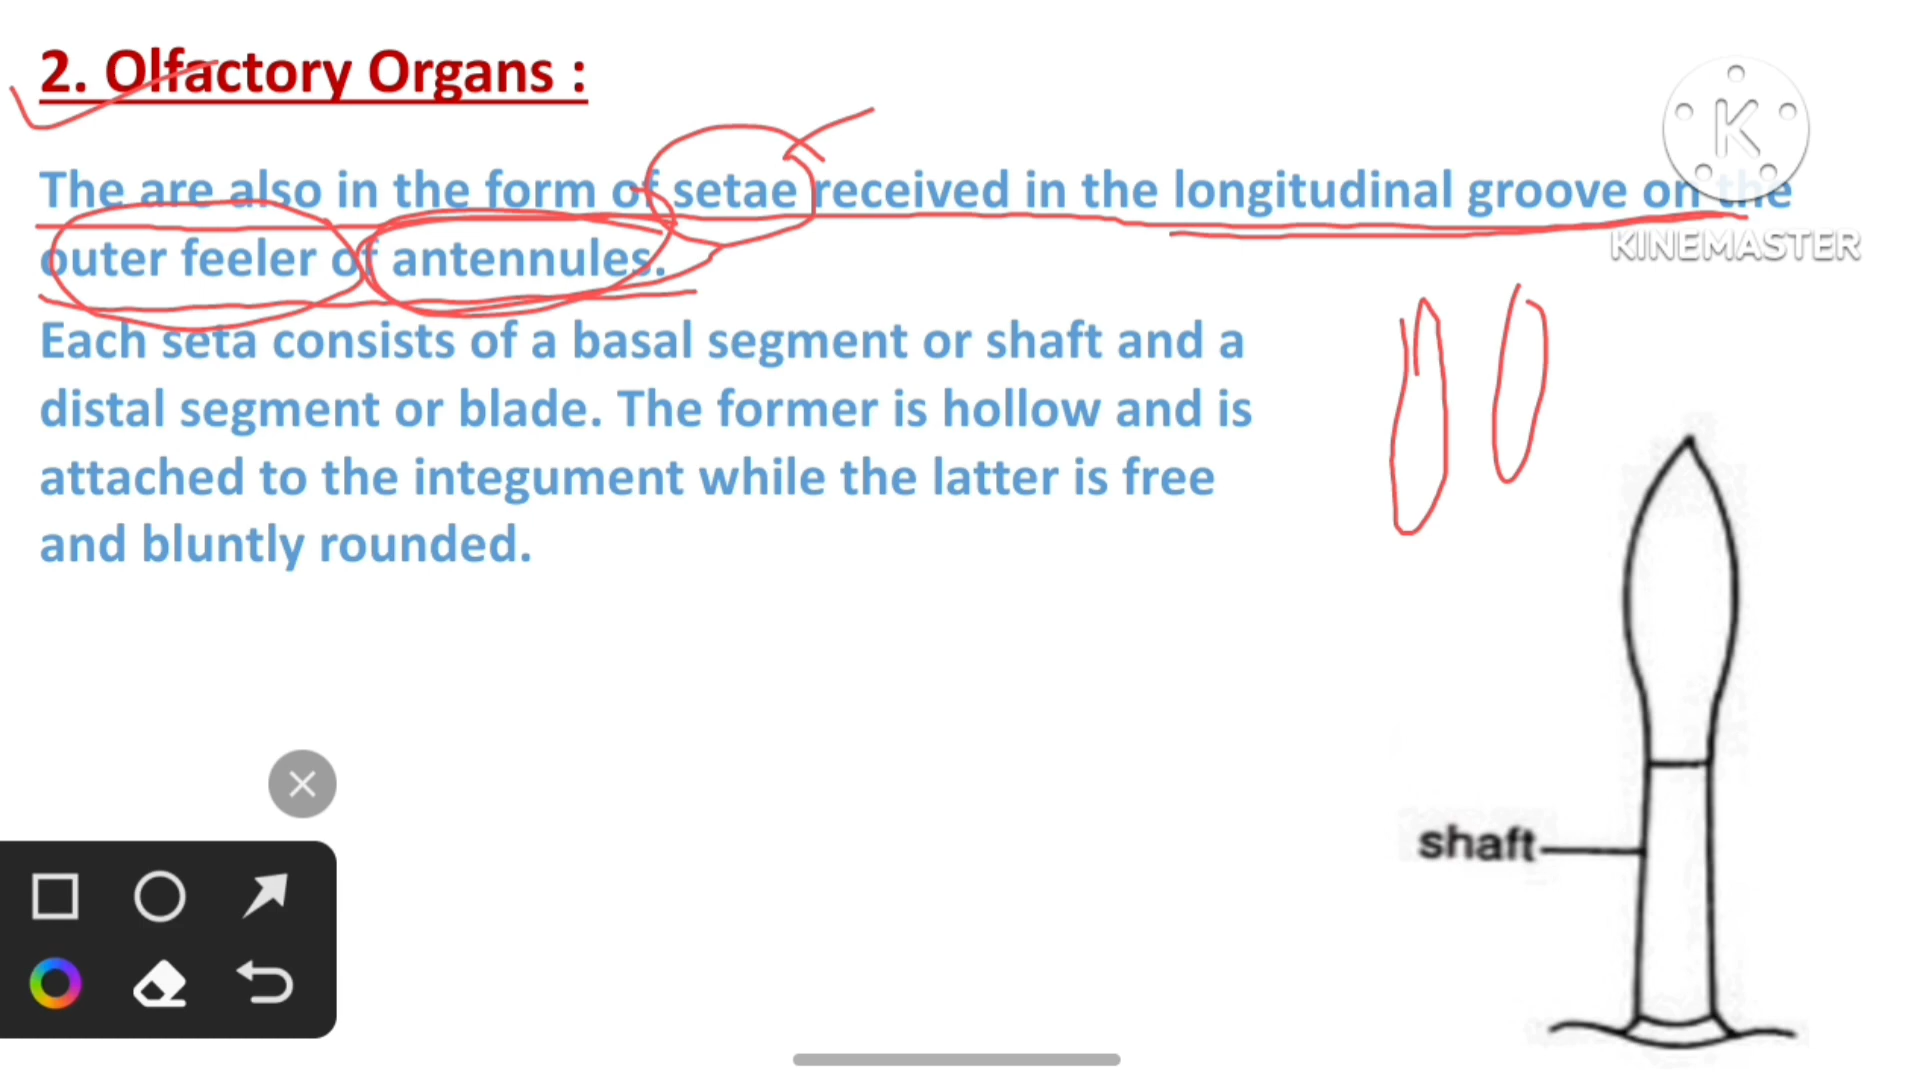 2. Olfactory Organs :
The are also in the form of setae received in the longitudinal groove on the
outer feeler of antennules.
Each seta consists of a basal segment or shaft and a
distal segment or blade. The former is hollow and is
attached to the integument while the latter is free
and bluntly rounded.
K
KINEMASTER
shaft